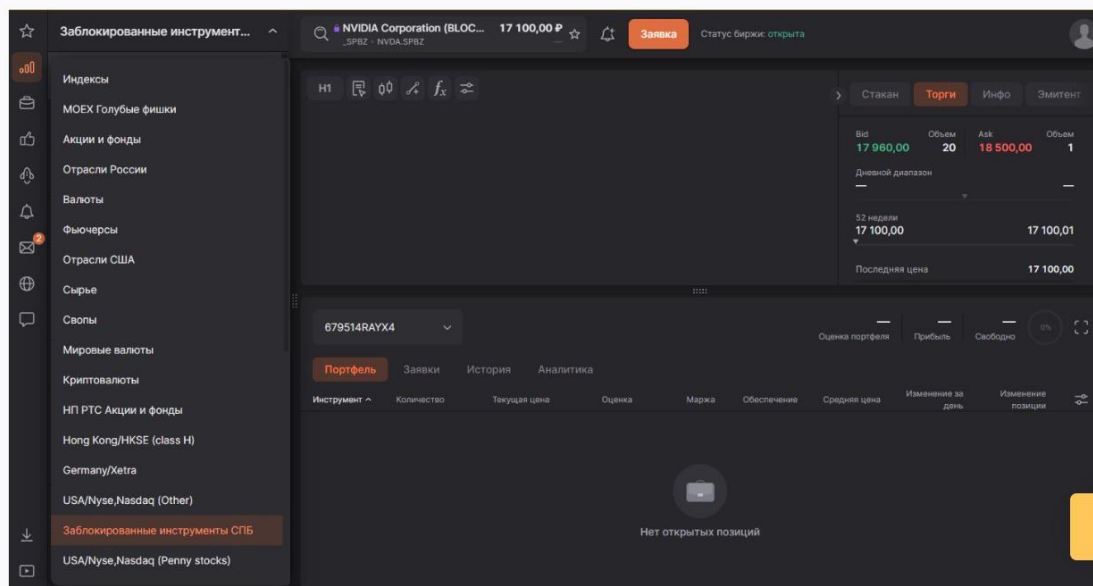 Заблокированные инструмент...
NVIDIA Corporation (BLOC... 17 100,00 ₽
_SPBZ · NVDA.SPBZ —
Заявка
Статус биржи: открыта
2
Индексы
MOEX Голубые фишки
Акции и фонды
Отрасли России
Валюты
Фьючерсы
Отрасли США
Сырье
Свопы
Мировые валюты
Криптовалюты
НП РТС Акции и фонды
Hong Kong/HKSE (class H)
Germany/Xetra
USA/Nyse,Nasdaq (Other)
Заблокированные инструменты СПБ
USA/Nyse,Nasdaq (Penny stocks)
H1 fx
Стакан Торги Инфо Эмитент
Bid Объем Ask Объем
17 960,00 20 18 500,00 1
Дневной диапазон
— —
52 недели
17 100,00 17 100,01
Последняя цена 17 100,00
679514RAYX4
— — — 0%
Оценка портфеля Прибыль Свободно
Портфель Заявки История Аналитика
Инструмент Количество Текущая цена Оценка Маржа Обеспечение Средняя цена Изменение за день Изменение позиции
Нет открытых позиций